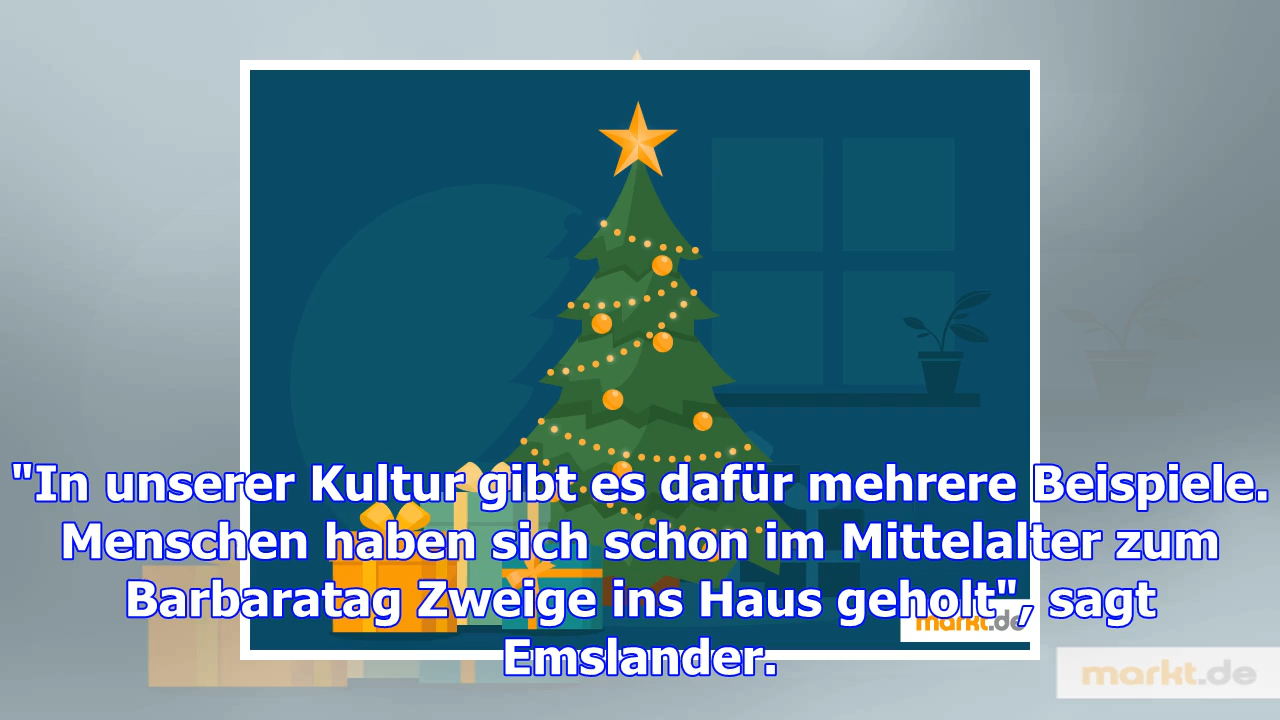 "In unserer Kultur gibt es dafür mehrere Beispiele.
Menschen haben sich schon im Mittelalter zum
Barbaratag Zweige ins Haus geholt", sagt
markt.de
Emslander.
markt.de